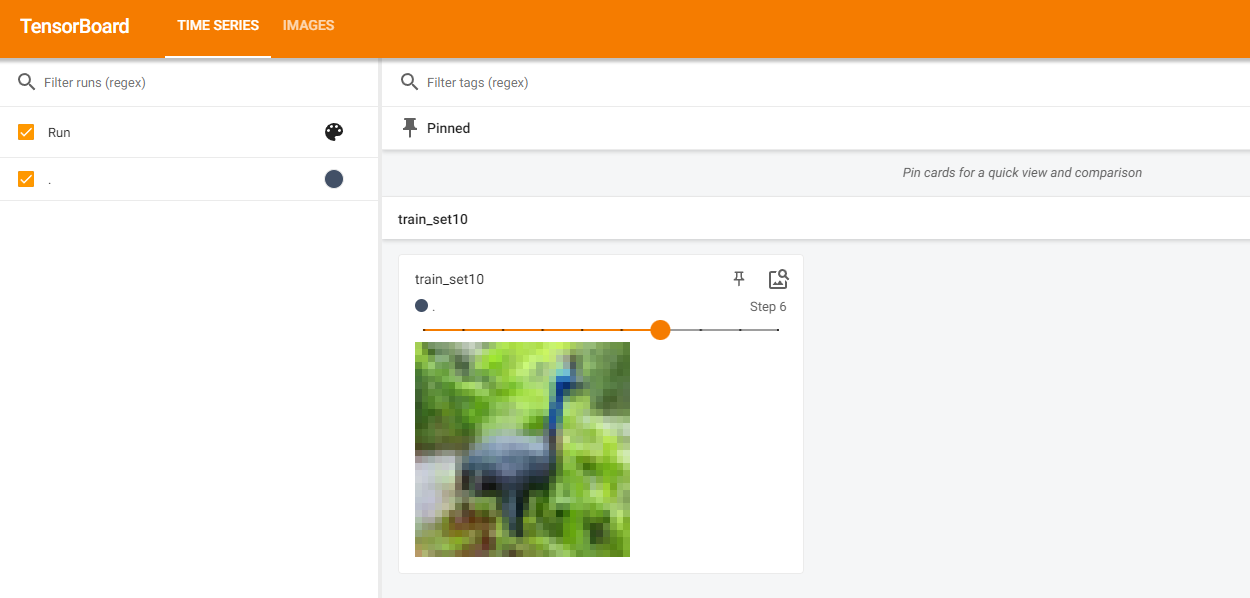 TensorBoard TIME SERIES IMAGES
Filter runs (regex)
Run
.
Filter tags (regex)
Pinned
Pin cards for a quick view and comparison
train_set10
train_set10
. Step 6